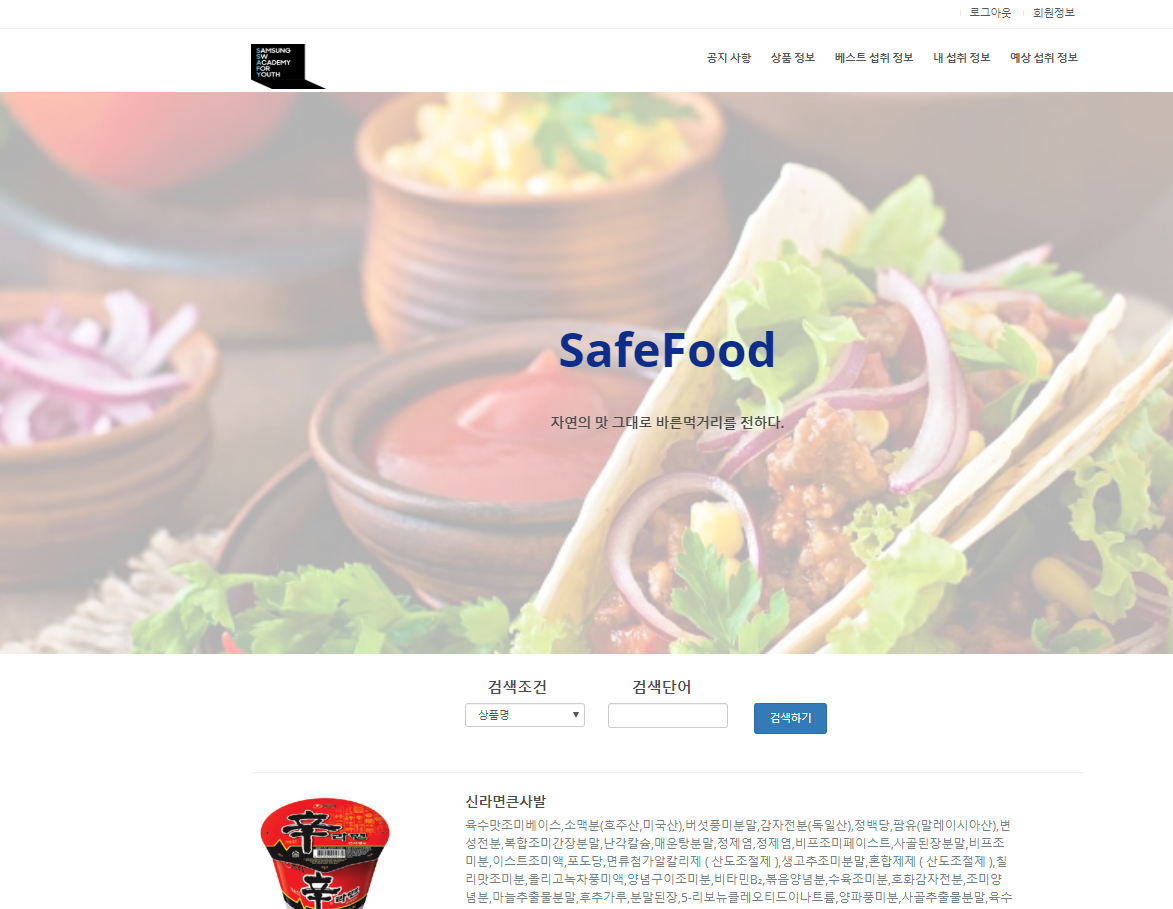 로그아웃 회원정보
SAMSUNG
SW
ACADEMY
FOR
YOUTH
공지 사항 상품 정보 베스트 섭취 정보 내 섭취 정보 예상 섭취 정보
SafeFood
자연의 맛 그대로 바른먹거리를 전하다.
검색조건 검색단어
상품명
검색하기
신라면큰사발
육수맛조미베이스,소맥분(호주산,미국산),버섯풍미분말,감자전분(독일산),정백당,팜유(말레이시아산),변
성전분,복합조미간장분말,난각칼슘,매운탕분말,정제염,정제염,비프조미페이스트,사골된장분말,비프조
미분,이스트조미액,포도당,면류첨가알칼리제 ( 산도조절제 ),생고추조미분말,혼합제제 ( 산도조절제 ),칠
리맛조미분,올리고녹차풍미액,양념구이조미분,비타민B₂,볶음양념분,수육조미분,호화감자전분,조미양
념분,마늘추출물분말,후추가루,분말된장,5-리보뉴클레오티드이나트륨,양파풍미분,사골추출물분말,육수
辛라면
辛라면